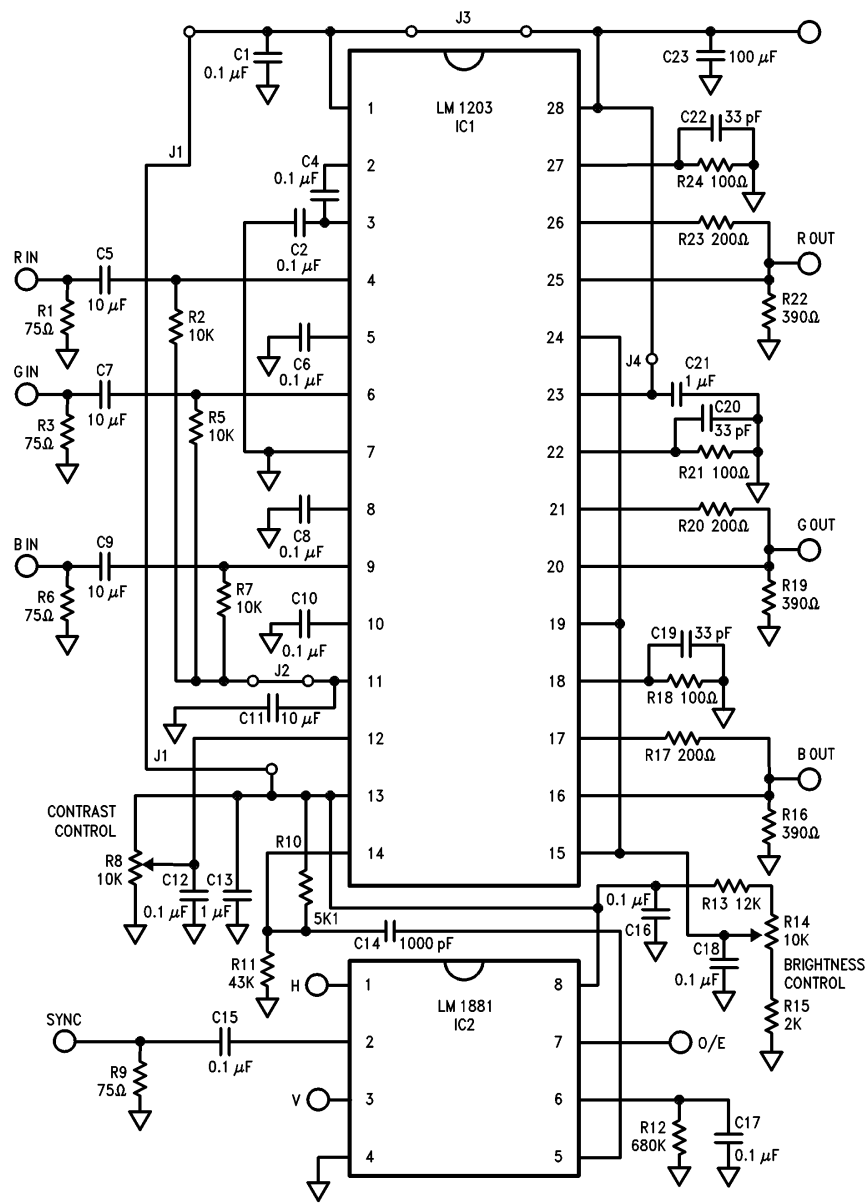 J3
C1
0.1 μF
C23
100 μF
LM 1203
IC1
1
2
3
4
5
6
7
8
9
10
11
12
13
14
28
27
26
25
24
23
22
21
20
19
18
17
16
15
J1
C4
0.1 μF
C2
0.1 μF
C22
33 pF
R24 100Ω
R23 200Ω
R OUT
R22
390Ω
R IN
C5
10 μF
R1
75Ω
R2
10K
C6
0.1 μF
J4
C21
1 μF
G IN
C7
10 μF
R3
75Ω
R5
10K
C20
33 pF
R21 100Ω
C8
0.1 μF
R20 200Ω
G OUT
R19
390Ω
B IN
C9
10 μF
R6
75Ω
R7
10K
C10
0.1 μF
C19
33 pF
R18 100Ω
J2
C11
10 μF
R17 200Ω
B OUT
R16
390Ω
J1
CONTRAST
CONTROL
R8
10K
C12
0.1 μF
C13
1 μF
R10
5K1
R11
43K
C14
1000 pF
0.1 μF
C16
R13 12K
R14
10K
C18
0.1 μF
BRIGHTNESS
CONTROL
R15
2K
LM 1881
IC2
1
2
3
4
8
7
6
5
H
SYNC
C15
0.1 μF
R9
75Ω
V
O/E
R12
680K
C17
0.1 μF